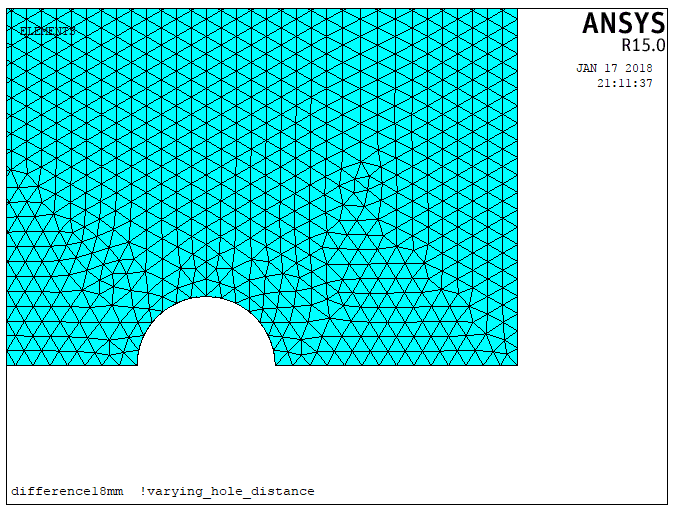 ELEMENTS
ANSYS
R15.0
JAN 17 2018
21:11:37
difference18mm !varying_hole_distance